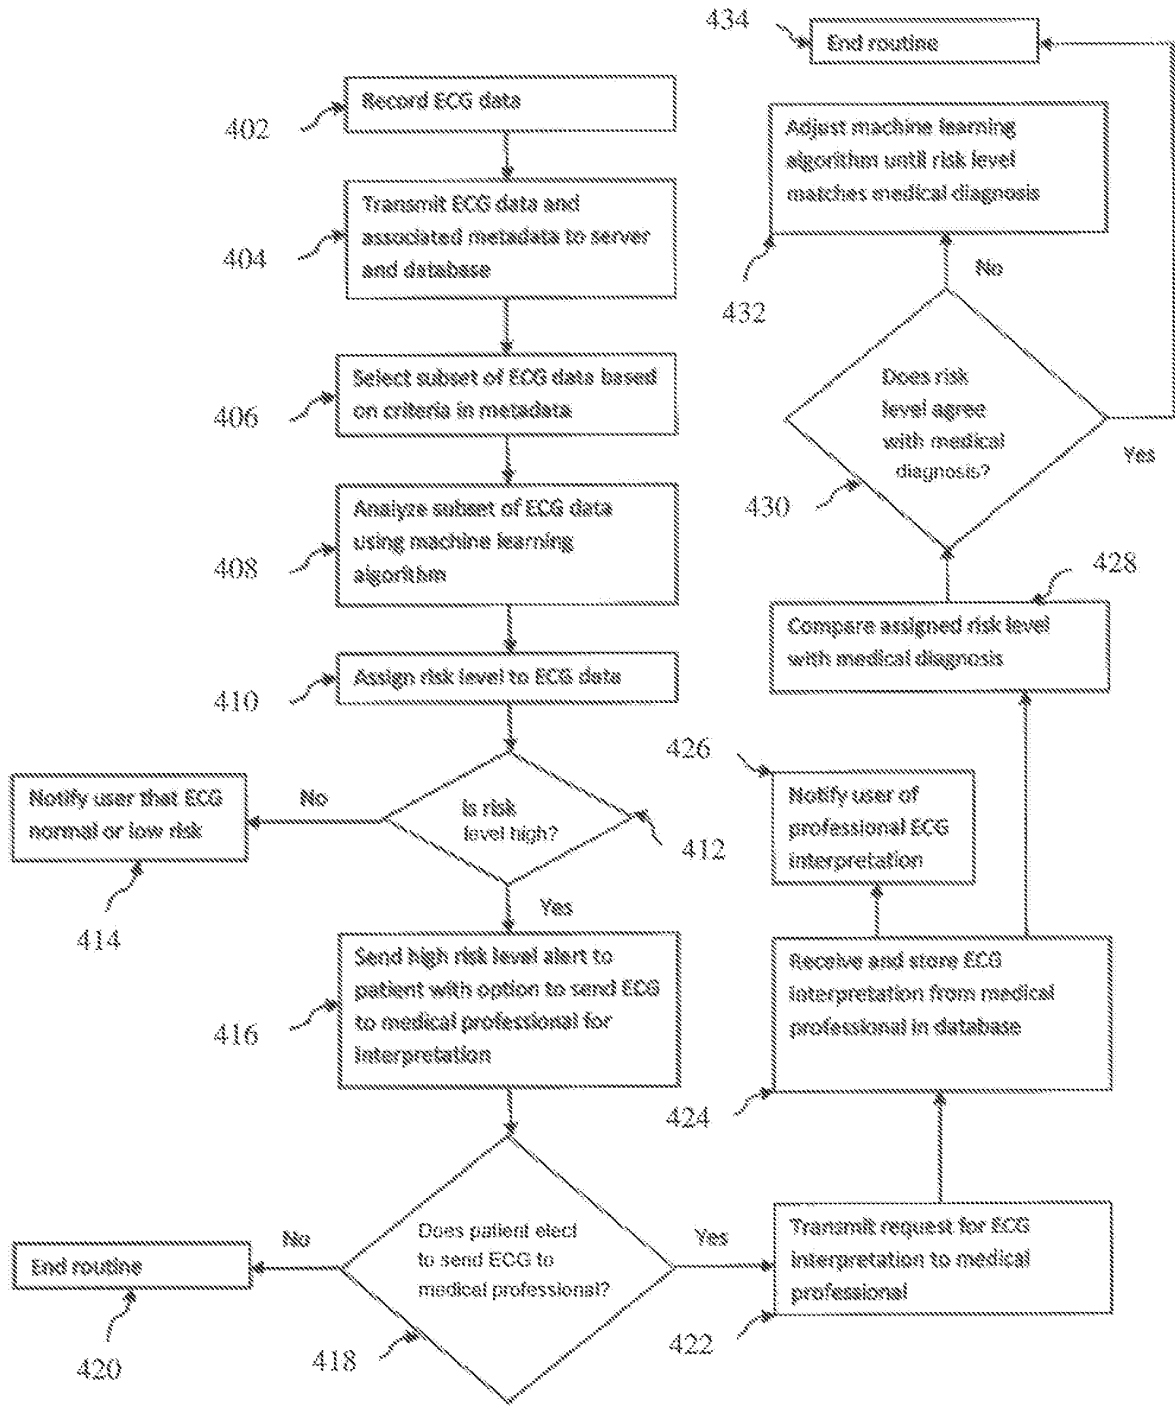 402
Record ECG data
404
Transmit ECG data and
associated metadata to server
and database
406
Select subset of ECG data based
on criteria in metadata
408
Analyze subset of ECG data
using machine learning
algorithm
410
Assign risk level to ECG data
Is risk
level high?
412
No
Notify user that ECG
normal or low risk
414
Yes
416
Send high risk level alert to
patient with option to send ECG
to medical professional for
interpretation
Does patient elect
to send ECG to
medical professional?
418
No
End routine
420
Yes
Transmit request for ECG
interpretation to medical
professional
422
Receive and store ECG
interpretation from medical
professional in database
424
426
Notify user of
professional ECG
interpretation
428
Compare assigned risk level
with medical diagnosis
Does risk
level agree
with medical
diagnosis?
430
No
Adjust machine learning
algorithm until risk level
matches medical diagnosis
432
Yes
434
End routine